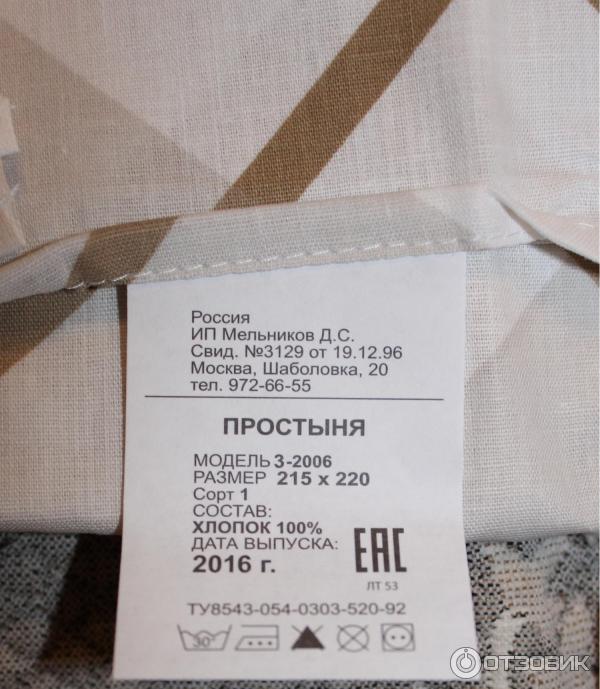 Россия
ИП Мельников Д.С.
Свид. №3129 от 19.12.96
Москва, Шаболовка, 20
тел. 972-66-55
ПРОСТЫНЯ
МОДЕЛЬ 3-2006
РАЗМЕР 215 х 220
Сорт 1
СОСТАВ:
ХЛОПОК 100%
ДАТА ВЫПУСКА:
2016 г.
ЕАС
ЛТ 53
ТУ8543-054-0303-520-92
30°
ОТЗОВИК